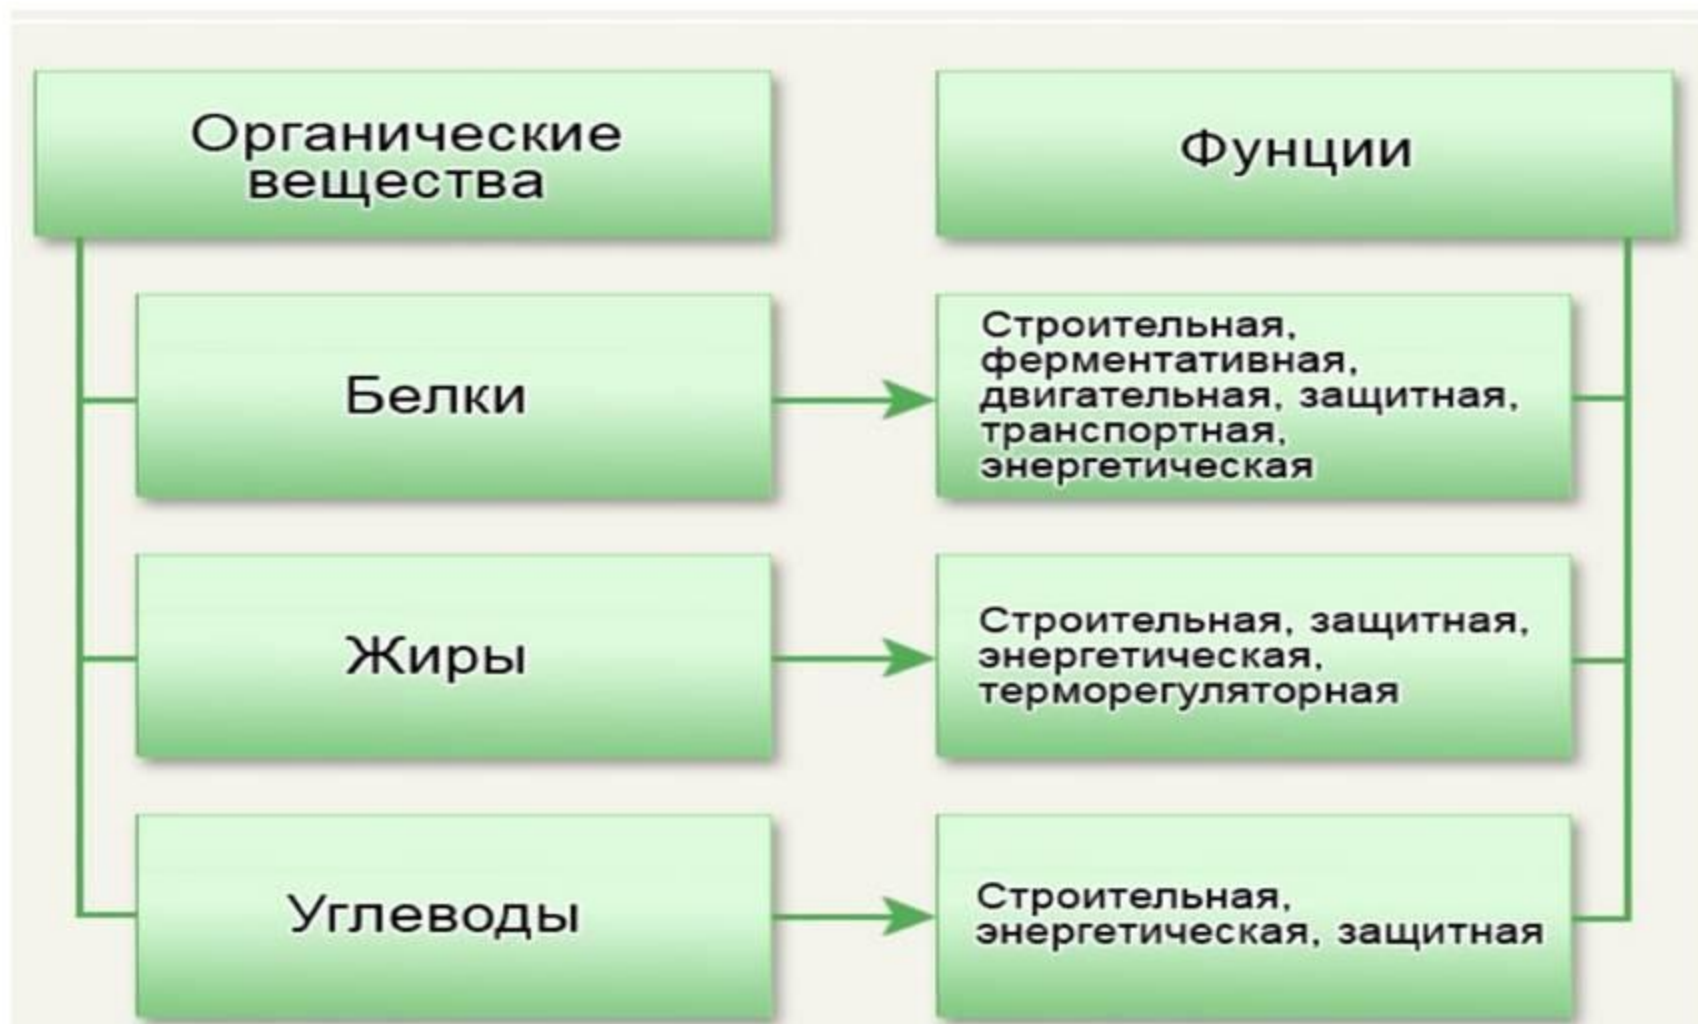 Органические
вещества
Фунции
Белки
Строительная,
ферментативная,
двигательная, защитная,
транспортная,
энергетическая
Жиры
Строительная, защитная,
энергетическая,
терморегуляторная
Углеводы
Строительная,
энергетическая, защитная